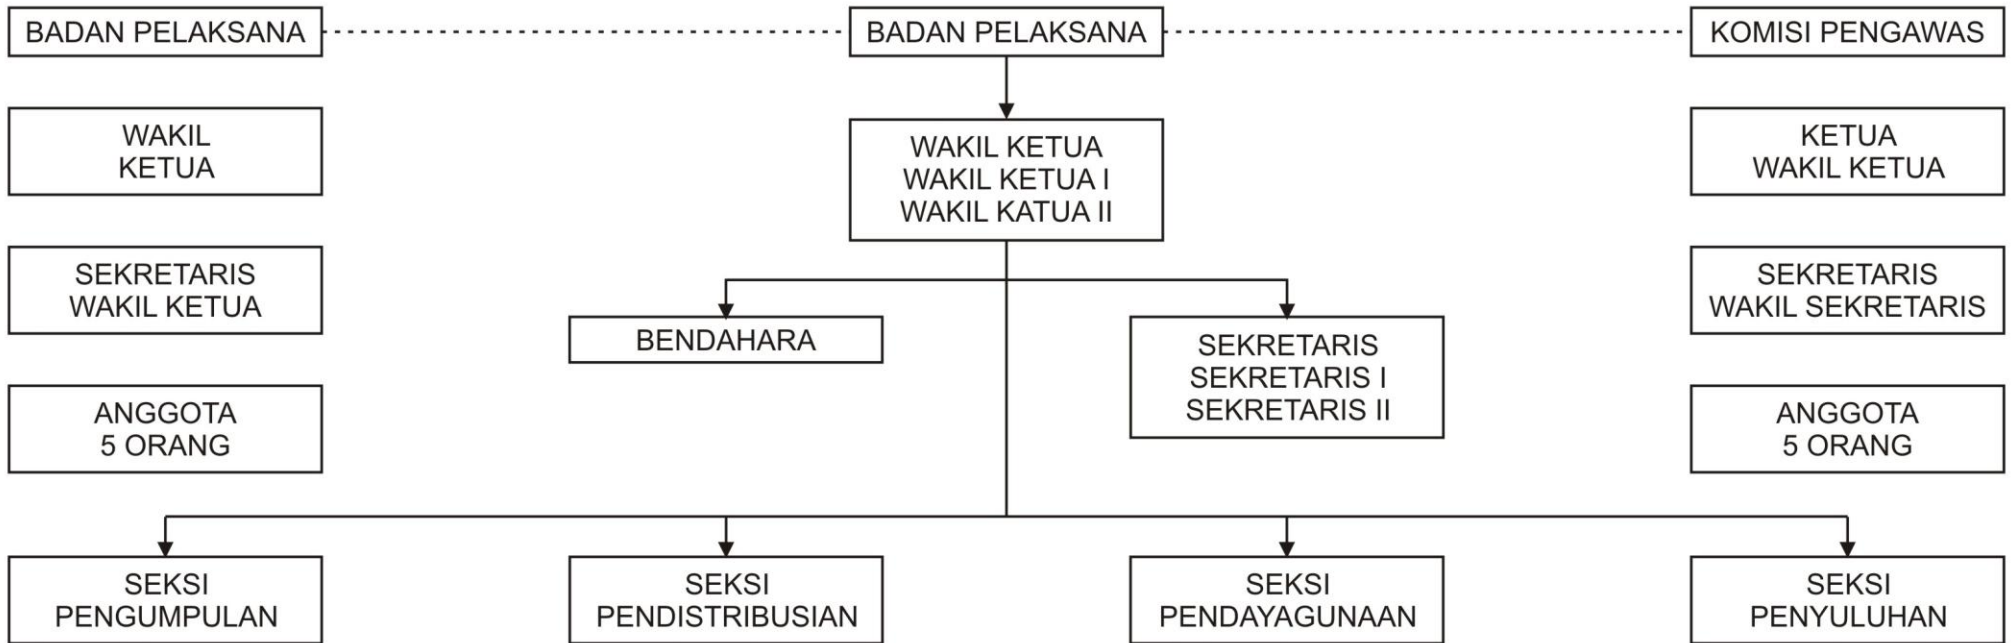 BADAN PELAKSANA
BADAN PELAKSANA
KOMISI PENGAWAS
WAKIL
KETUA
WAKIL KETUA
WAKIL KETUA I
WAKIL KATUA II
KETUA
WAKIL KETUA
SEKRETARIS
WAKIL KETUA
BENDAHARA
SEKRETARIS
SEKRETARIS I
SEKRETARIS II
SEKRETARIS
WAKIL SEKRETARIS
ANGGOTA
5 ORANG
ANGGOTA
5 ORANG
SEKSI
PENGUMPULAN
SEKSI
PENDISTRIBUSIAN
SEKSI
PENDAYAGUNAAN
SEKSI
PENYULUHAN